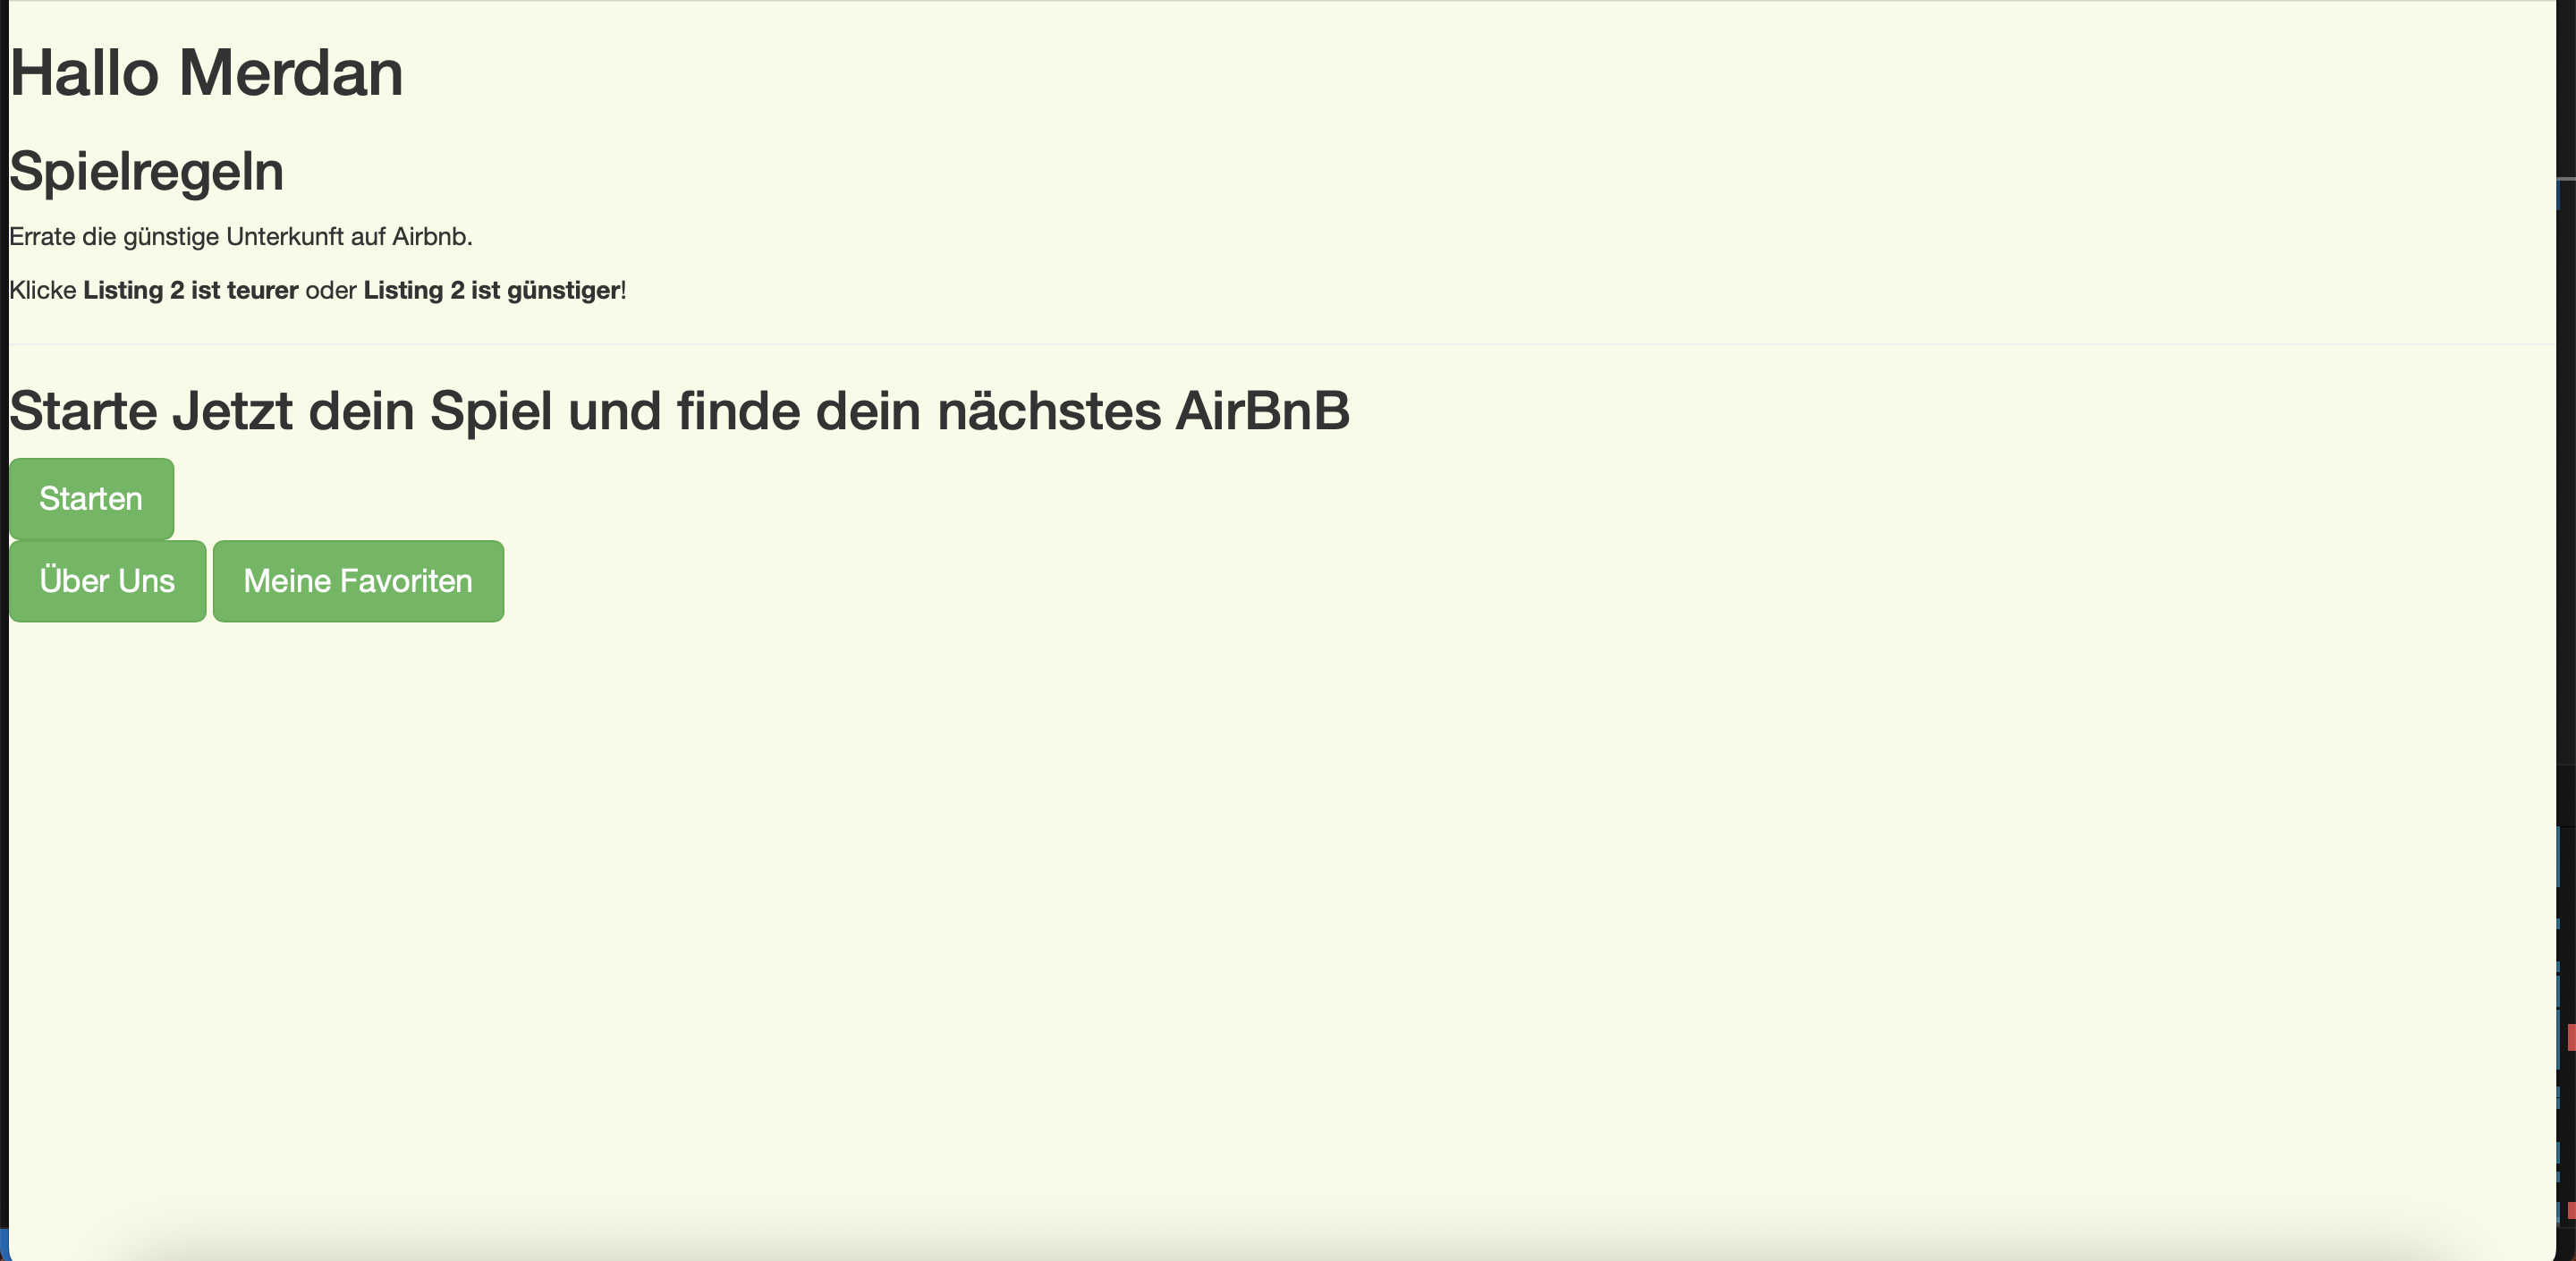 Hallo Merdan
Spielregeln
Errate die günstige Unterkunft auf Airbnb.
Klicke Listing 2 ist teurer oder Listing 2 ist günstiger!
Starte Jetzt dein Spiel und finde dein nächstes AirBnB
Starten
Über Uns Meine Favoriten